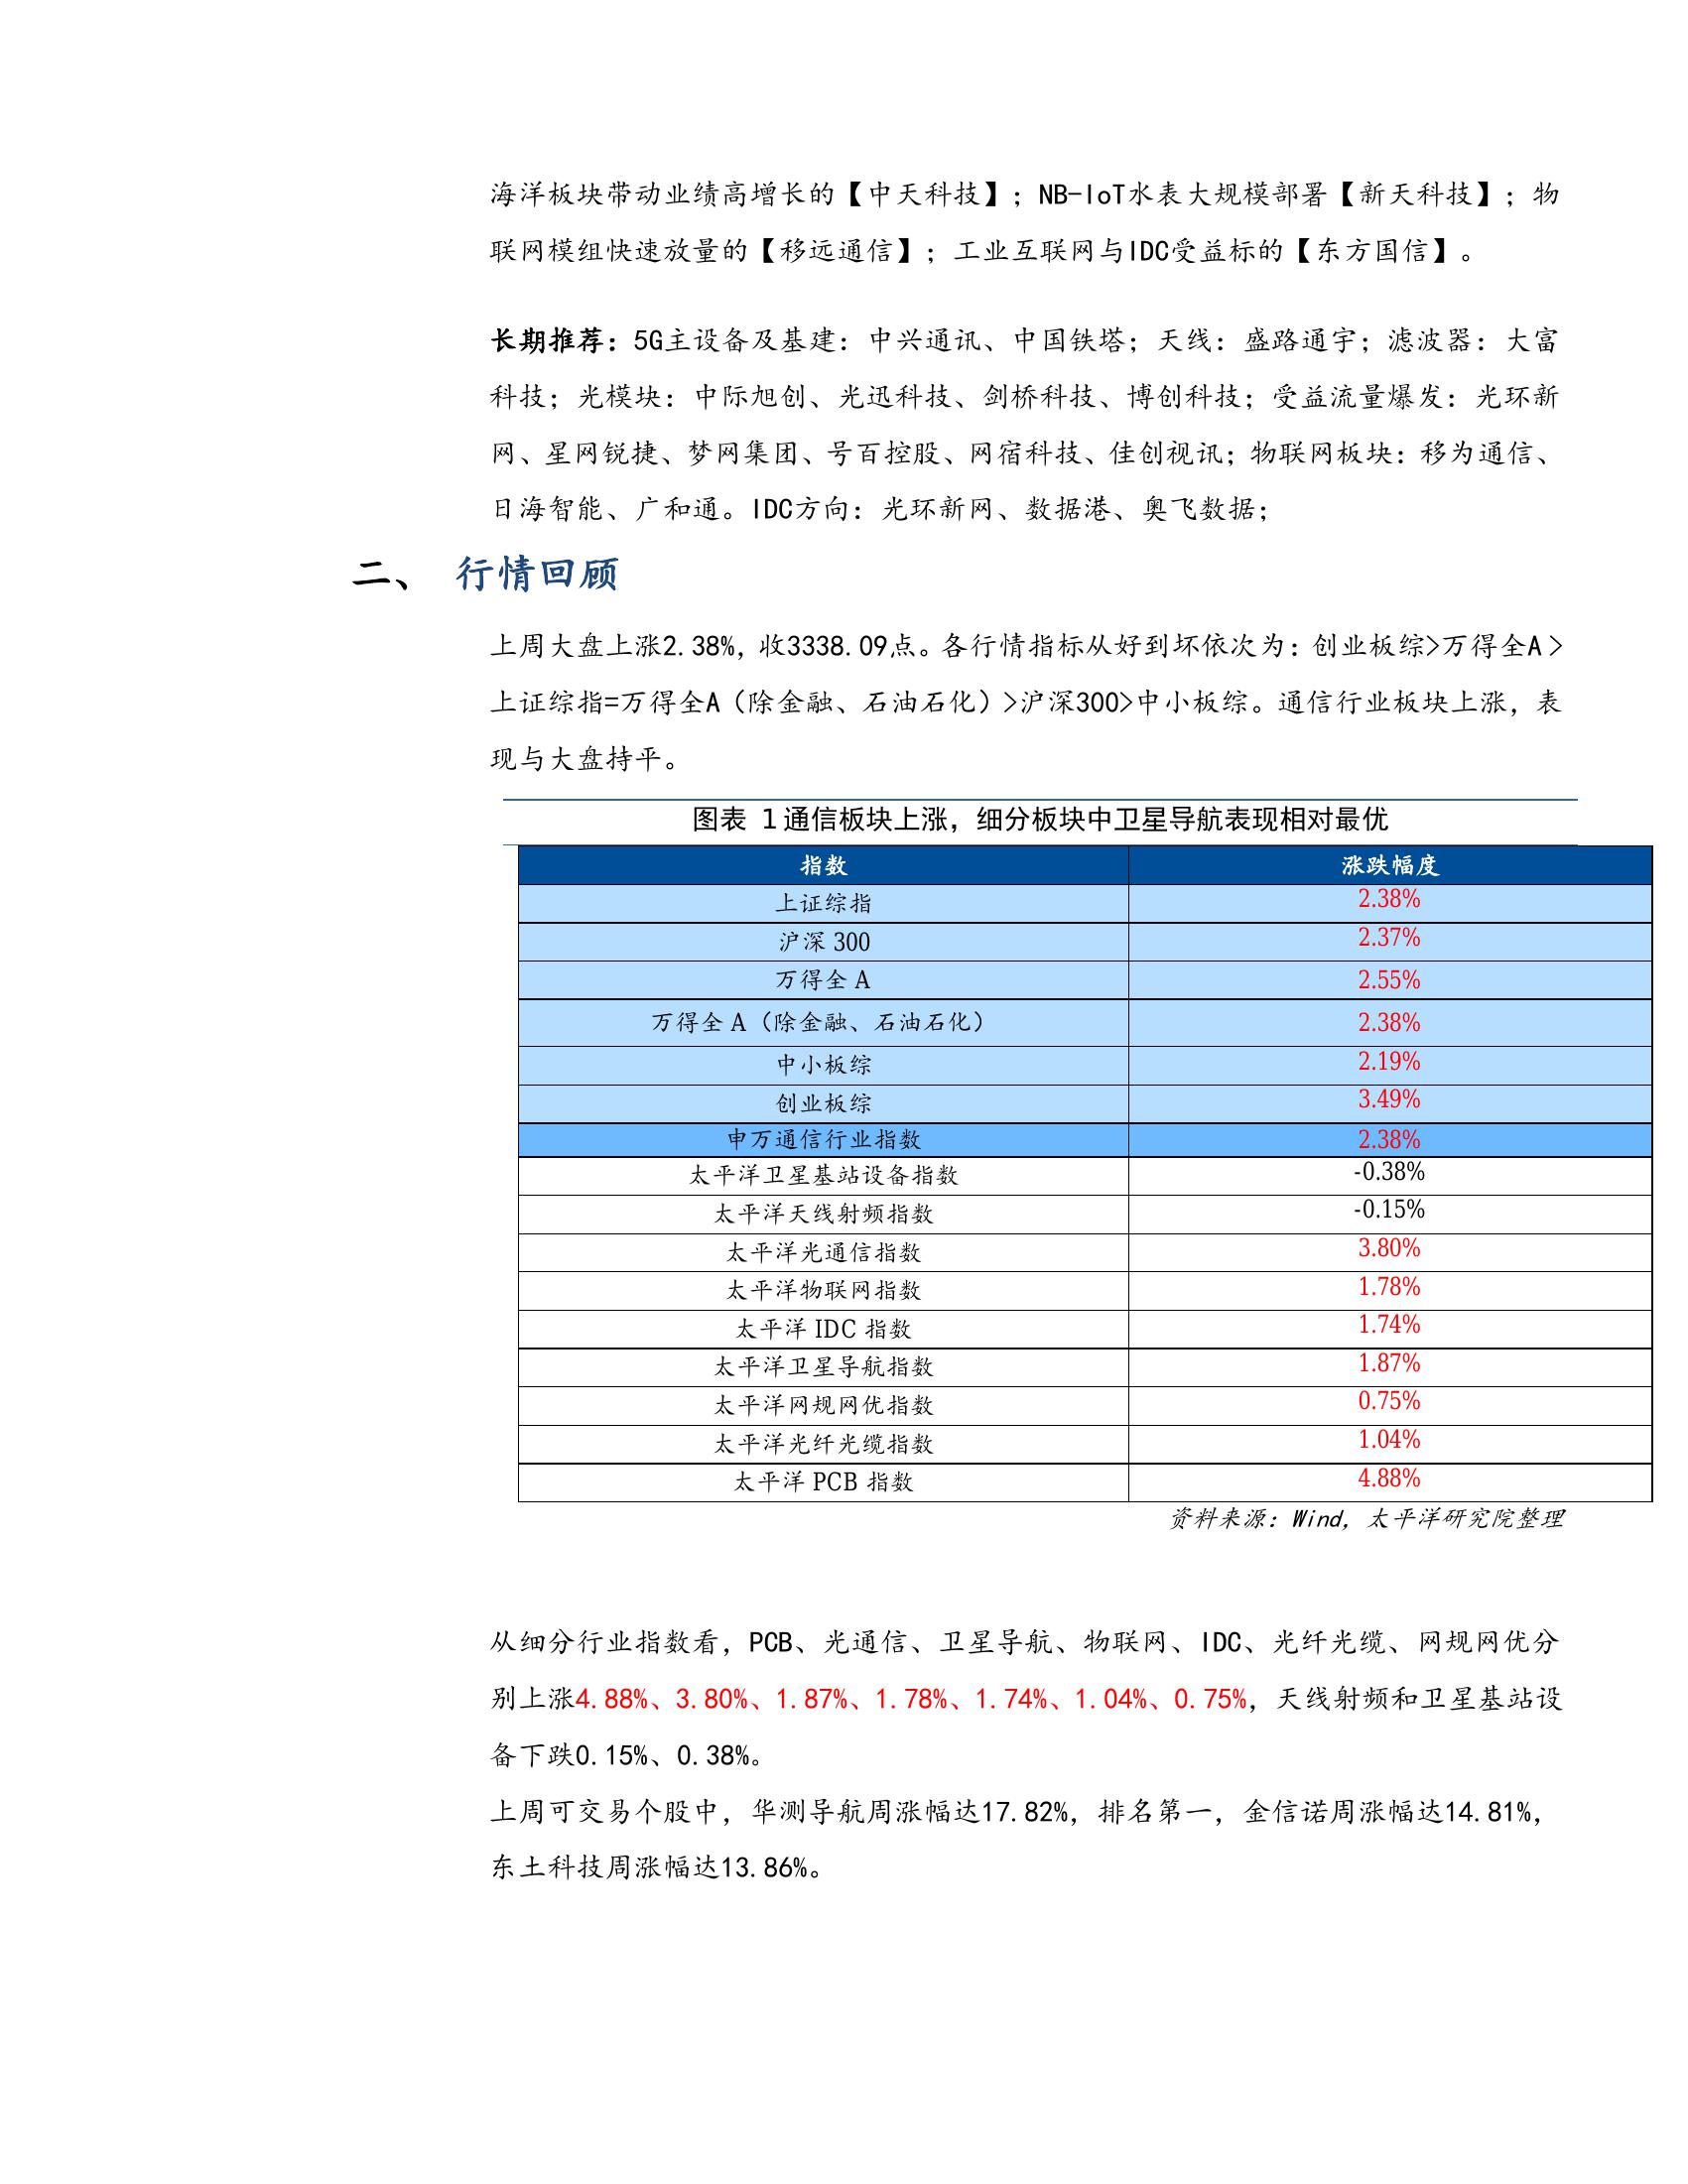 海洋板块带动业绩高增长的【中天科技】；NB-IoT水表大规模部署【新天科技】；物
联网模组快速放量的【移远通信】；工业互联网与IDC受益标的【东方国信】。
长期推荐：5G主设备及基建：中兴通讯、中国铁塔；天线：盛路通宇；滤波器：大富
科技；光模块：中际旭创、光迅科技、剑桥科技、博创科技；受益流量爆发：光环新
网、星网锐捷、梦网集团、号百控股、网宿科技、佳创视讯；物联网板块：移为通信、
日海智能、广和通。IDC方向：光环新网、数据港、奥飞数据；
二、 行情回顾
上周大盘上涨2.38%，收3338.09点。各行情指标从好到坏依次为：创业板综>万得全A>
上证综指=万得全A（除金融、石油石化）>沪深300>中小板综。通信行业板块上涨，表
现与大盘持平。
图表 1通信板块上涨，细分板块中卫星导航表现相对最优
指数 涨跌幅度
上证综指 2.38%
沪深 300 2.37%
万得全 A 2.55%
万得全 A（除金融、石油石化） 2.38%
中小板综 2.19%
创业板综 3.49%
申万通信行业指数 2.38%
太平洋卫星基站设备指数 -0.38%
太平洋天线射频指数 -0.15%
太平洋光通信指数 3.80%
太平洋物联网指数 1.78%
太平洋 IDC 指数 1.74%
太平洋卫星导航指数 1.87%
太平洋网规网优指数 0.75%
太平洋光纤光缆指数 1.04%
太平洋 PCB 指数 4.88%
资料来源：Wind，太平洋研究院整理
从细分行业指数看，PCB、光通信、卫星导航、物联网、IDC、光纤光缆、网规网优分
别上涨4.88%、3.80%、1.87%、1.78%、1.74%、1.04%、0.75%，天线射频和卫星基站设
备下跌0.15%、0.38%。
上周可交易个股中，华测导航周涨幅达17.82%，排名第一，金信诺周涨幅达14.81%，
东土科技周涨幅达13.86%。